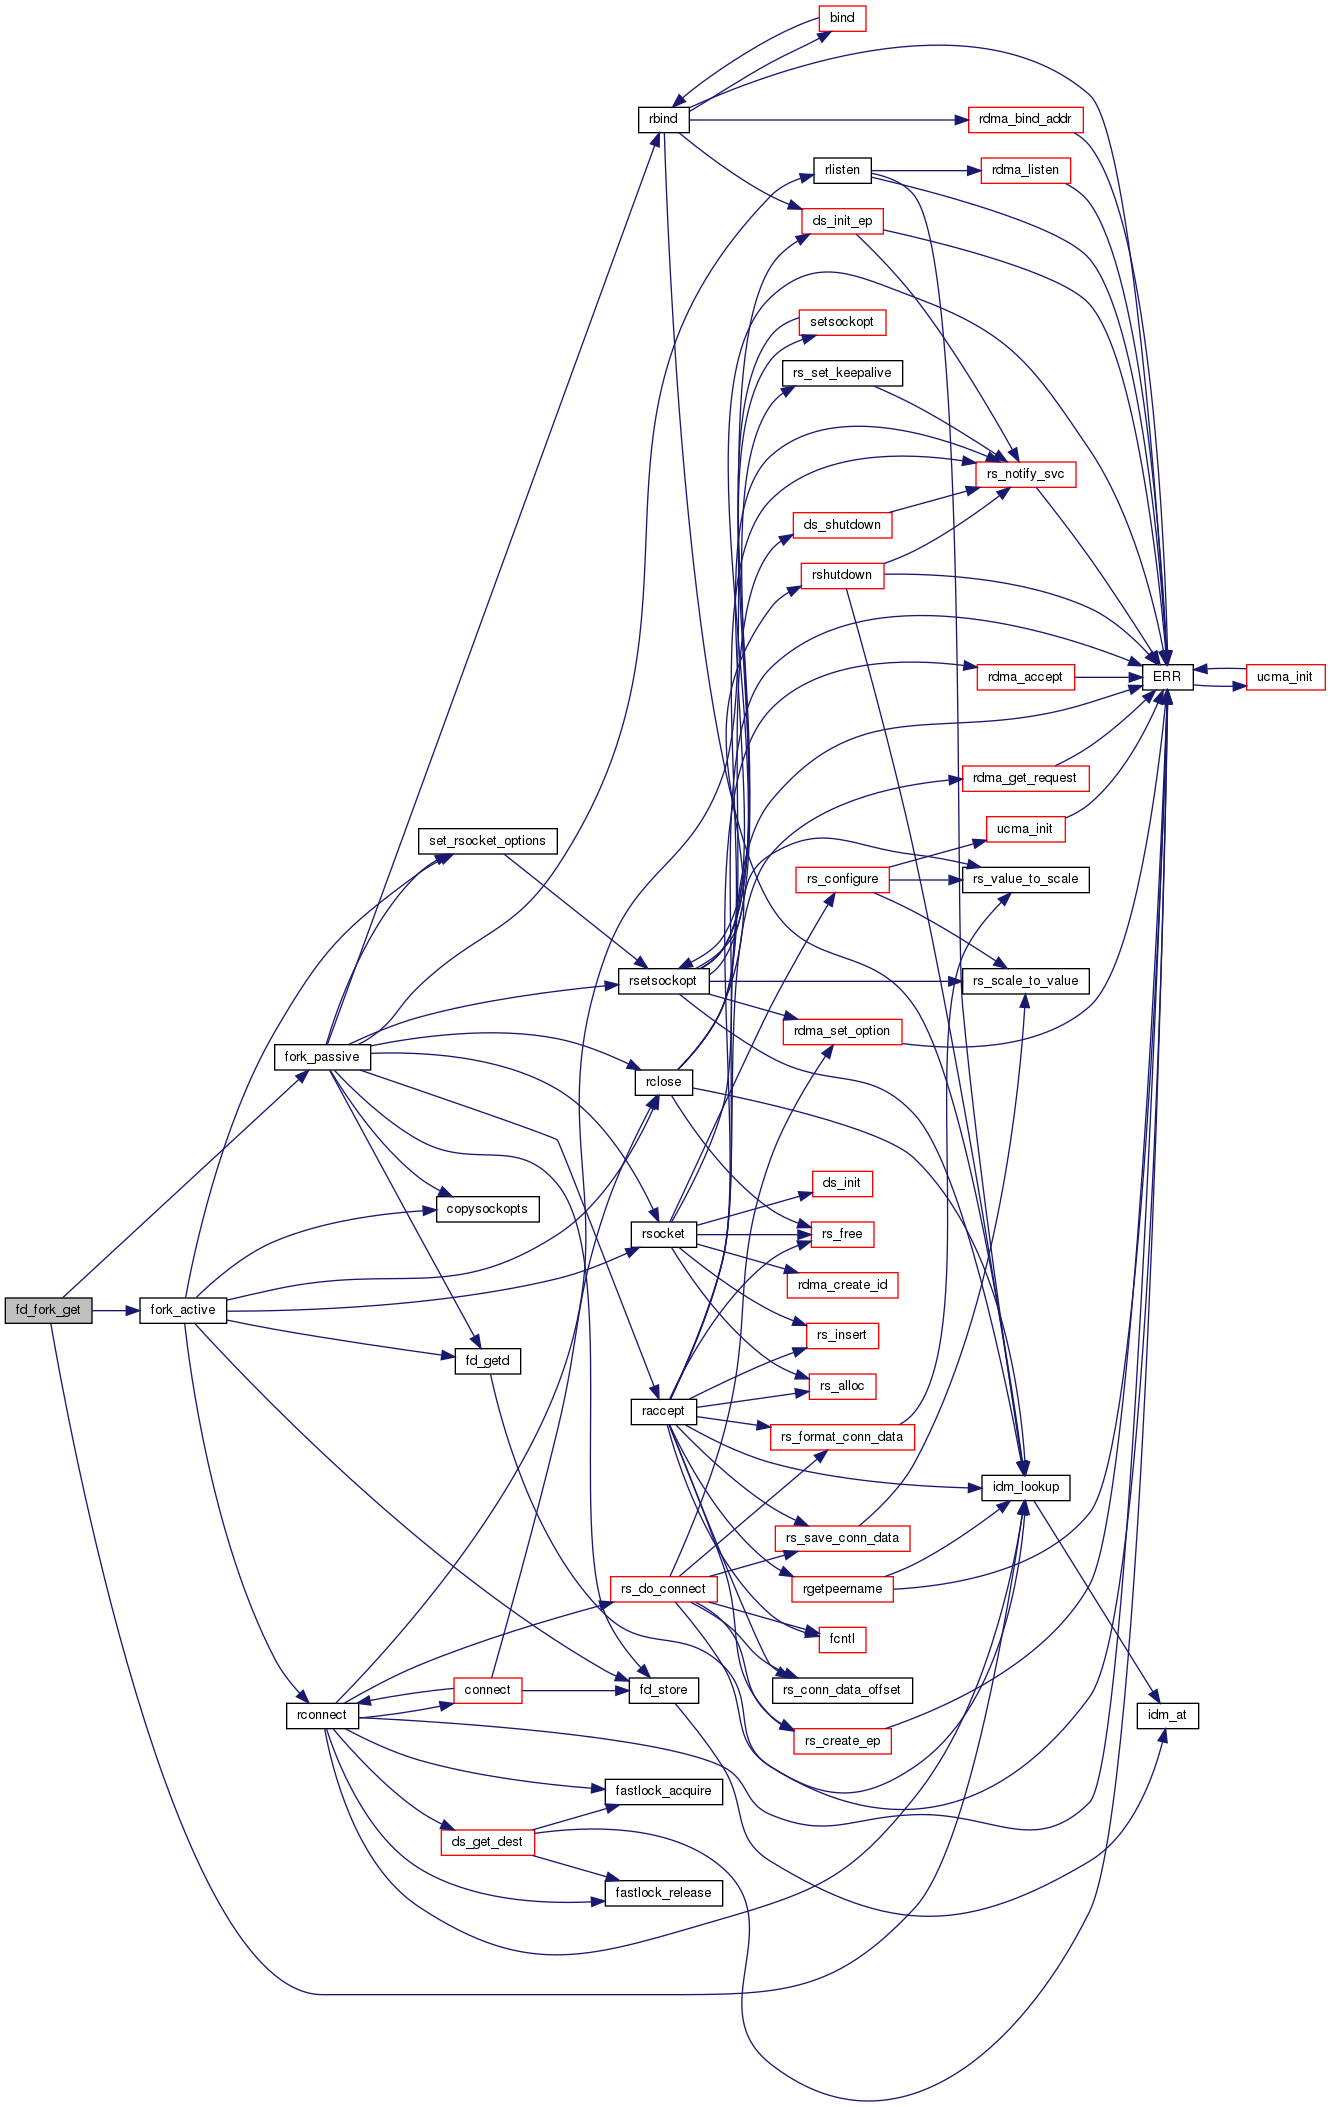 bind
rbind
rdma_bind_addr
rlisten
rdma_listen
ds_init_ep
setsockopt
rs_set_keepalive
rs_notify_svc
ds_shutdown
rshutdown
rdma_accept
ERR
ucma_init
rdma_get_request
ucma_init
set_rsocket_options
rs_configure
rs_value_to_scale
rsetsockopt
rs_scale_to_value
rdma_set_option
fork_passive
rclose
ds_init
copysockopts
rsocket
rs_free
rdma_create_id
fd_fork_get
fork_active
rs_insert
fd_getd
rs_alloc
raccept
rs_format_conn_data
idm_lookup
rs_save_conn_data
rs_do_connect
rgetpeername
fcntl
connect
fd_store
rs_conn_data_offset
rconnect
idm_at
rs_create_ep
fastlock_acquire
ds_get_dest
fastlock_release